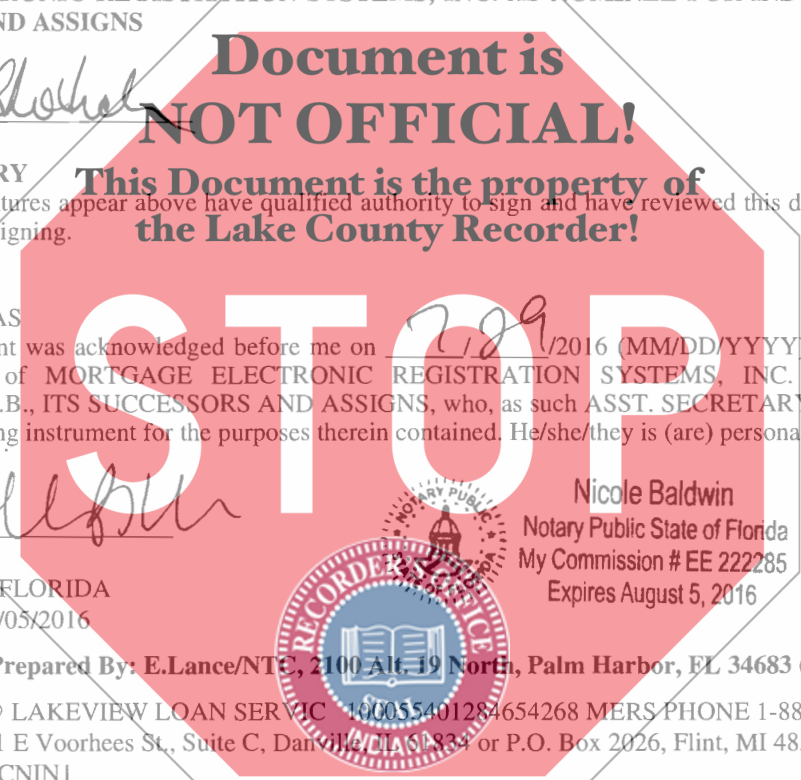 ND ASSIGNS
Document is
NOT OFFICIAL!
This Document is the property of
the Lake County Recorder!
RY
tures appear above have qualified authority to sign and have reviewed this d
igning.
STOP
AS
nt was acknowledged before me on 7/29/2016 (MM/DD/YYYY
of MORTGAGE ELECTRONIC REGISTRATION SYSTEMS, INC.
.B., ITS SUCCESSORS AND ASSIGNS, who, as such ASST. SECRETARY
ng instrument for the purposes therein contained. He/she/they is (are) persona
Nicole Baldwin
Notary Public State of Florida
My Commission # EE 222285
Expires August 5, 2016
NOTARY PUBLIC
FLORIDA
/05/2016
RECORDER'S OFFICE
SEAL
INDIANA
Prepared By: E.Lance/NTC, 2100 Alt. 19 North, Palm Harbor, FL 34683
LAKEVIEW LOAN SERVIC 100055401284654268 MERS PHONE 1-88
1 E Voorhees St., Suite C, Danville, IL 61834 or P.O. Box 2026, Flint, MI 48
CNIN1